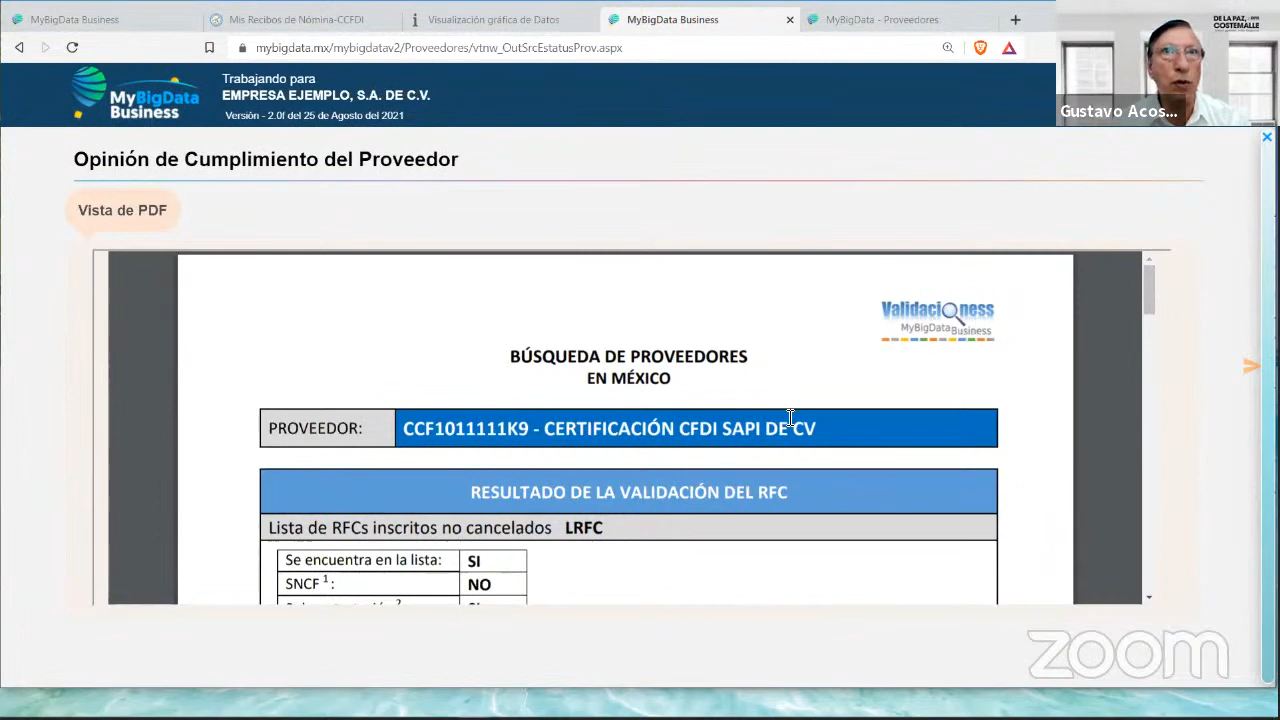 MyBigData Business
Mis Recibos de Nómina-CCFDI
Visualización gráfica de Datos
MyBigData Business
MyBigData - Proveedores
mybigdata.mx/mybigdatav2/Proveedores/vtnw_OutSrcEsatusProv.aspx
MyBigData
Business
Trabajando para
EMPRESA EJEMPLO, S.A. DE C.V.
Versión - 2.0f del 25 de Agosto del 2021
DE LA PAZ,
COSTEMALLE
Gustavo Acos...
Opinión de Cumplimiento del Proveedor
Vista de PDF
Validacioness
MyBigData Business
BÚSQUEDA DE PROVEEDORES
EN MÉXICO
PROVEEDOR: CCF1011111K9 - CERTIFICACIÓN CFDI SAPI DE CV
RESULTADO DE LA VALIDACIÓN DEL RFC
Lista de RFCs inscritos no cancelados LRFC
Se encuentra en la lista: SI
SNCF 1: NO
zoom